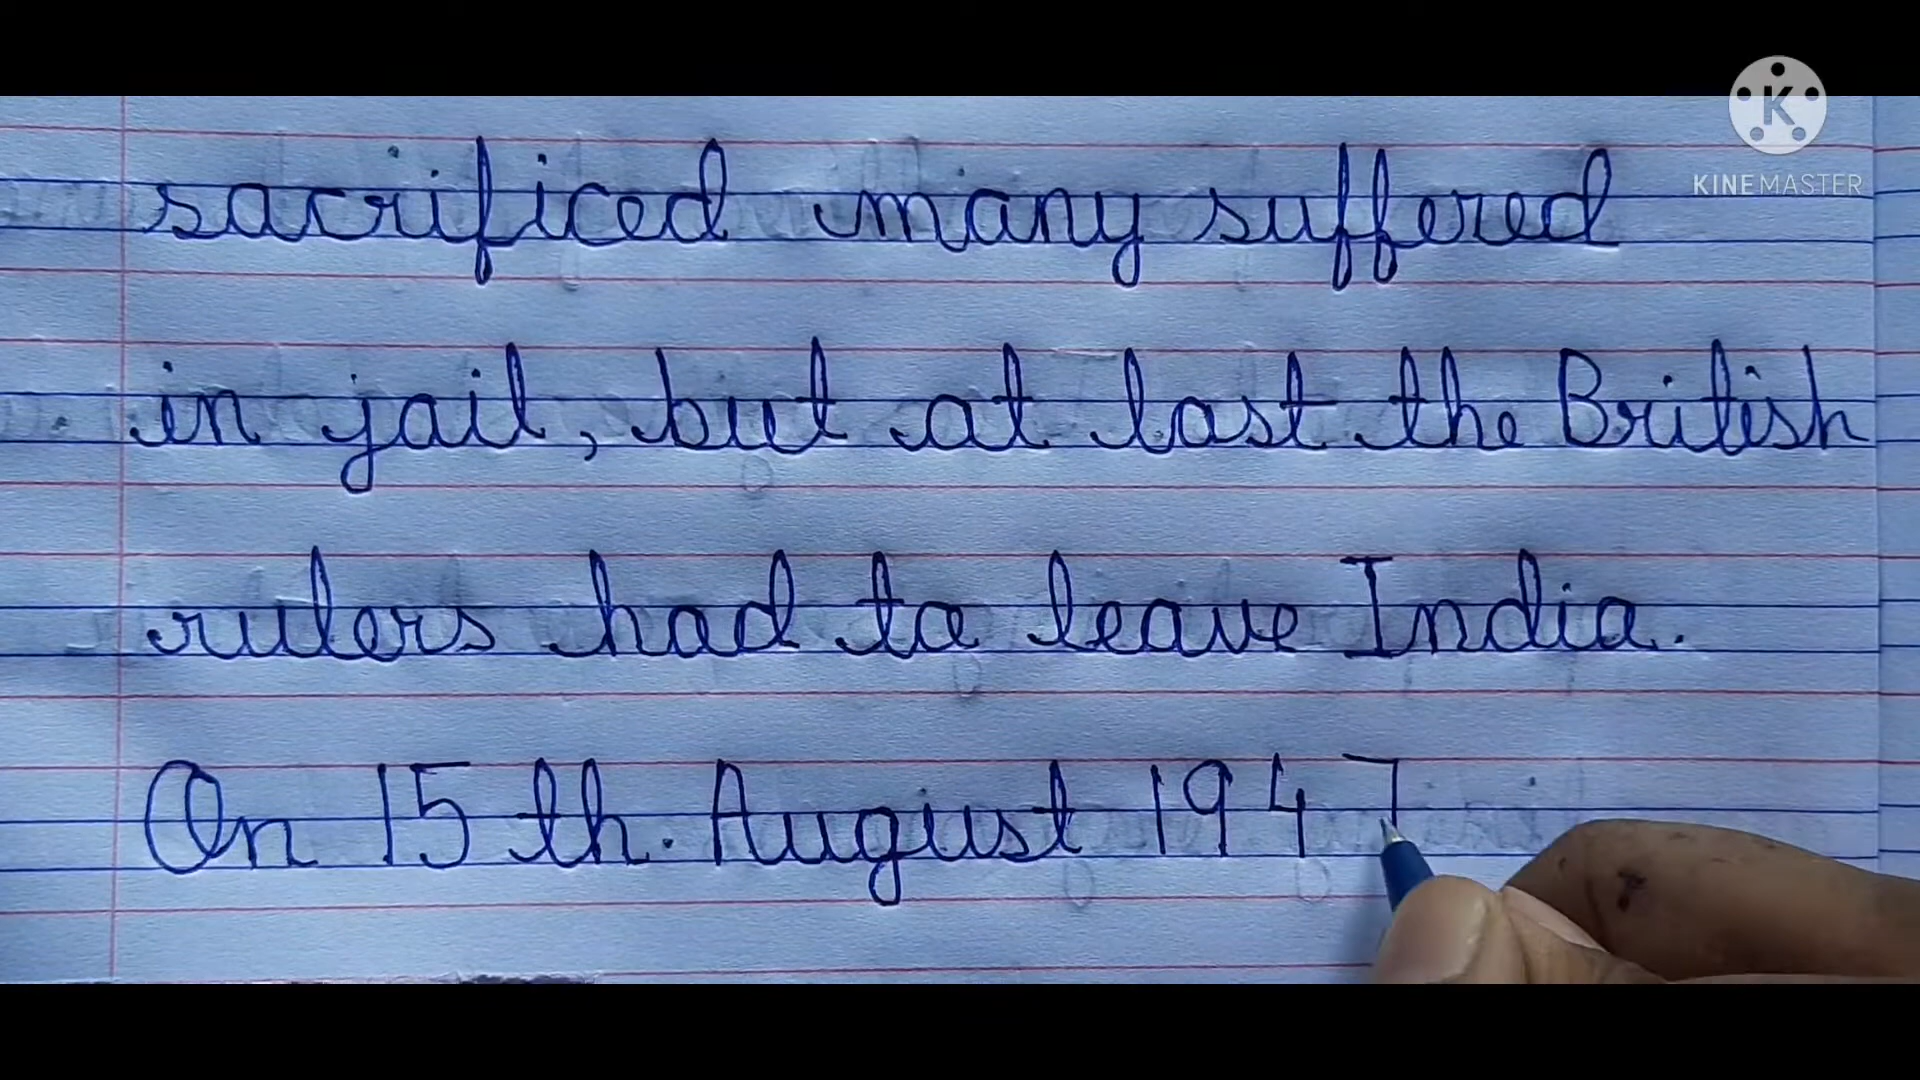 sacrificed many suffered
in jail, but at last the British
rulers had to leave India.
On 15 th. August 1947
KINEMASTER